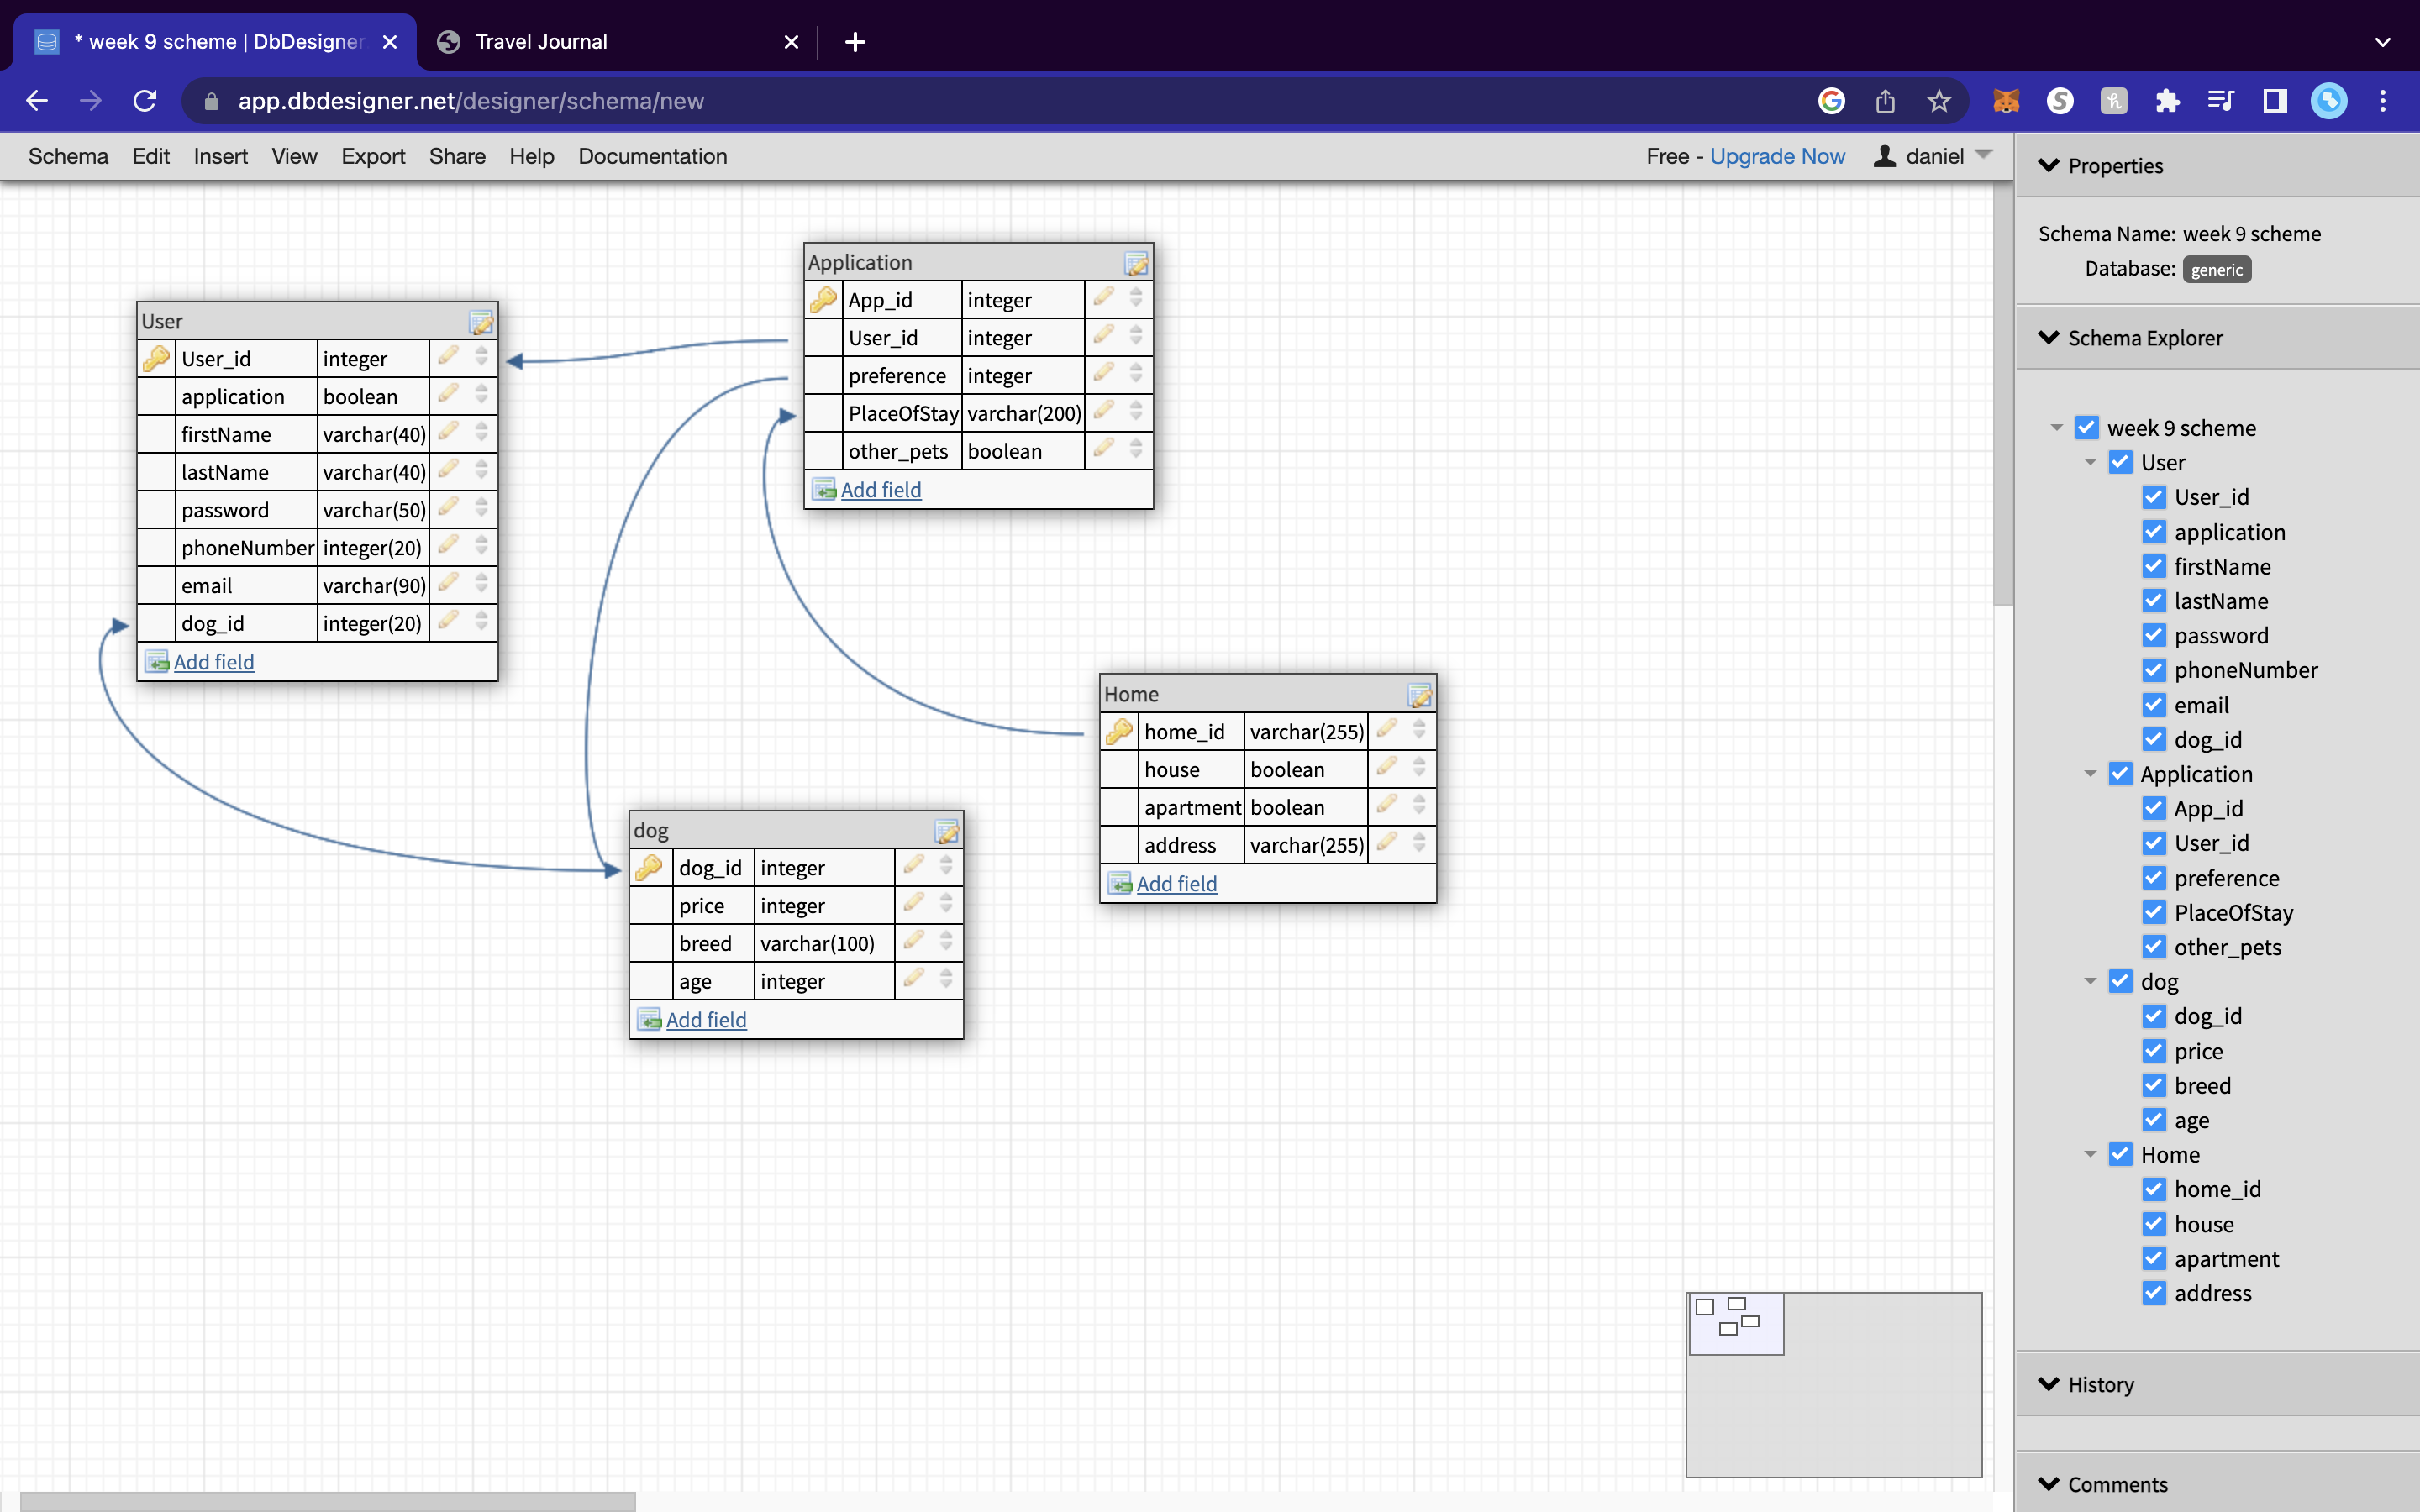 * week 9 scheme | DbDesigner
Travel Journal
app.dbdesigner.net/designer/schema/new
Schema Edit Insert View Export Share Help Documentation
Free - Upgrade Now daniel
User
User_id integer
application boolean
firstName varchar(40)
lastName varchar(40)
password varchar(50)
phoneNumber integer(20)
email varchar(90)
dog_id integer(20)
Add field
Application
App_id integer
User_id integer
preference integer
PlaceOfStay varchar(200)
other_pets boolean
Add field
Home
home_id varchar(255)
house boolean
apartment boolean
address varchar(255)
Add field
dog
dog_id integer
price integer
breed varchar(100)
age integer
Add field
Properties
Schema Name: week 9 scheme
Database: generic
Schema Explorer
week 9 scheme
User
User_id
application
firstName
lastName
password
phoneNumber
email
dog_id
Application
App_id
User_id
preference
PlaceOfStay
other_pets
dog
dog_id
price
breed
age
Home
home_id
house
apartment
address
History
Comments